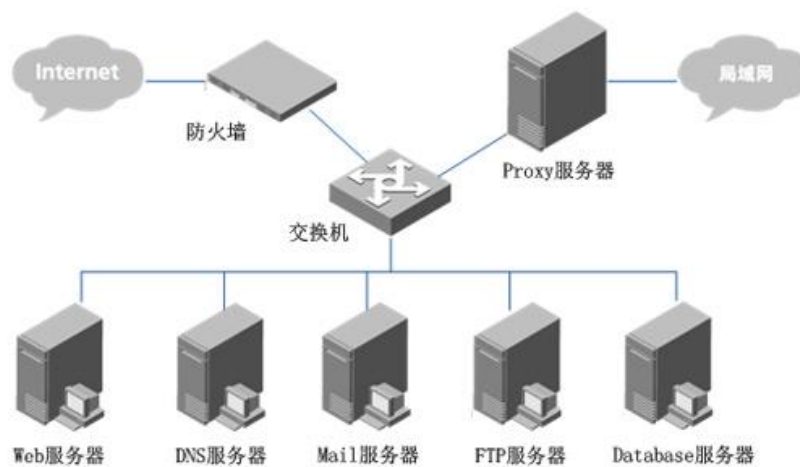 Internet
局域网
防火墙
Proxy服务器
交换机
Web服务器
DNS服务器
Mail服务器
FTP服务器
Database服务器